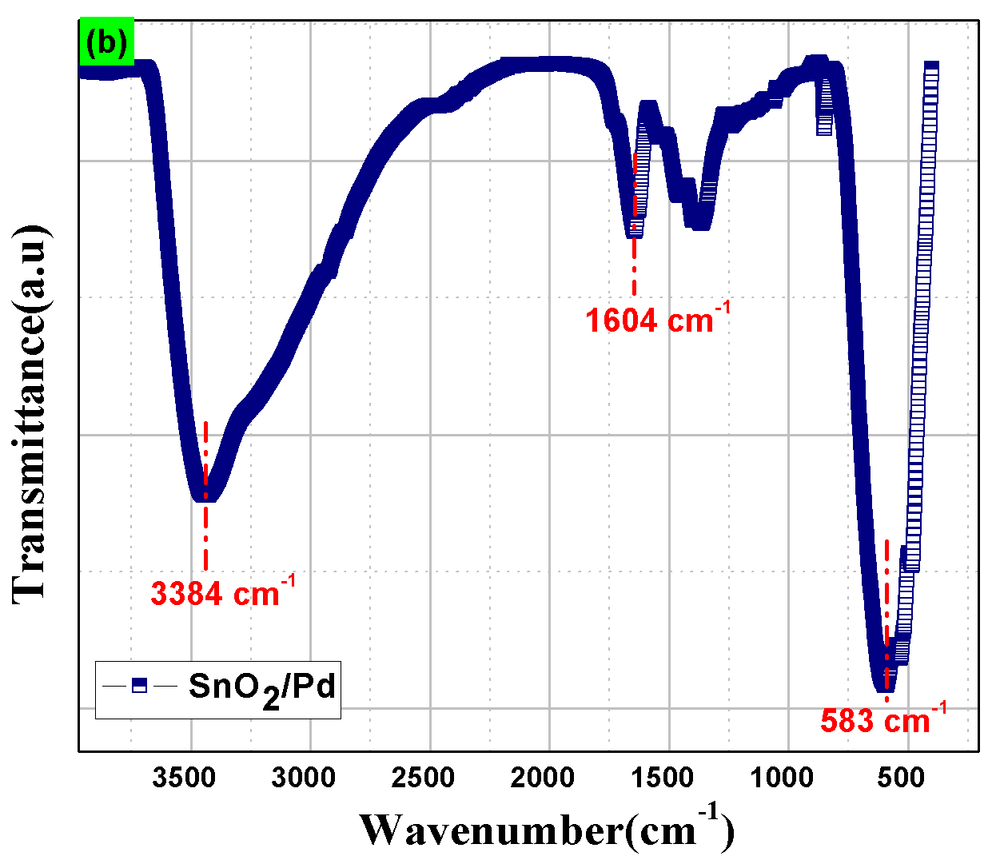 (b)
Transmittance(a.u)
1604 cm⁻¹
3384 cm⁻¹
SnO₂/Pd
583 cm⁻¹
3500 3000 2500 2000 1500 1000 500
Wavenumber(cm⁻¹)